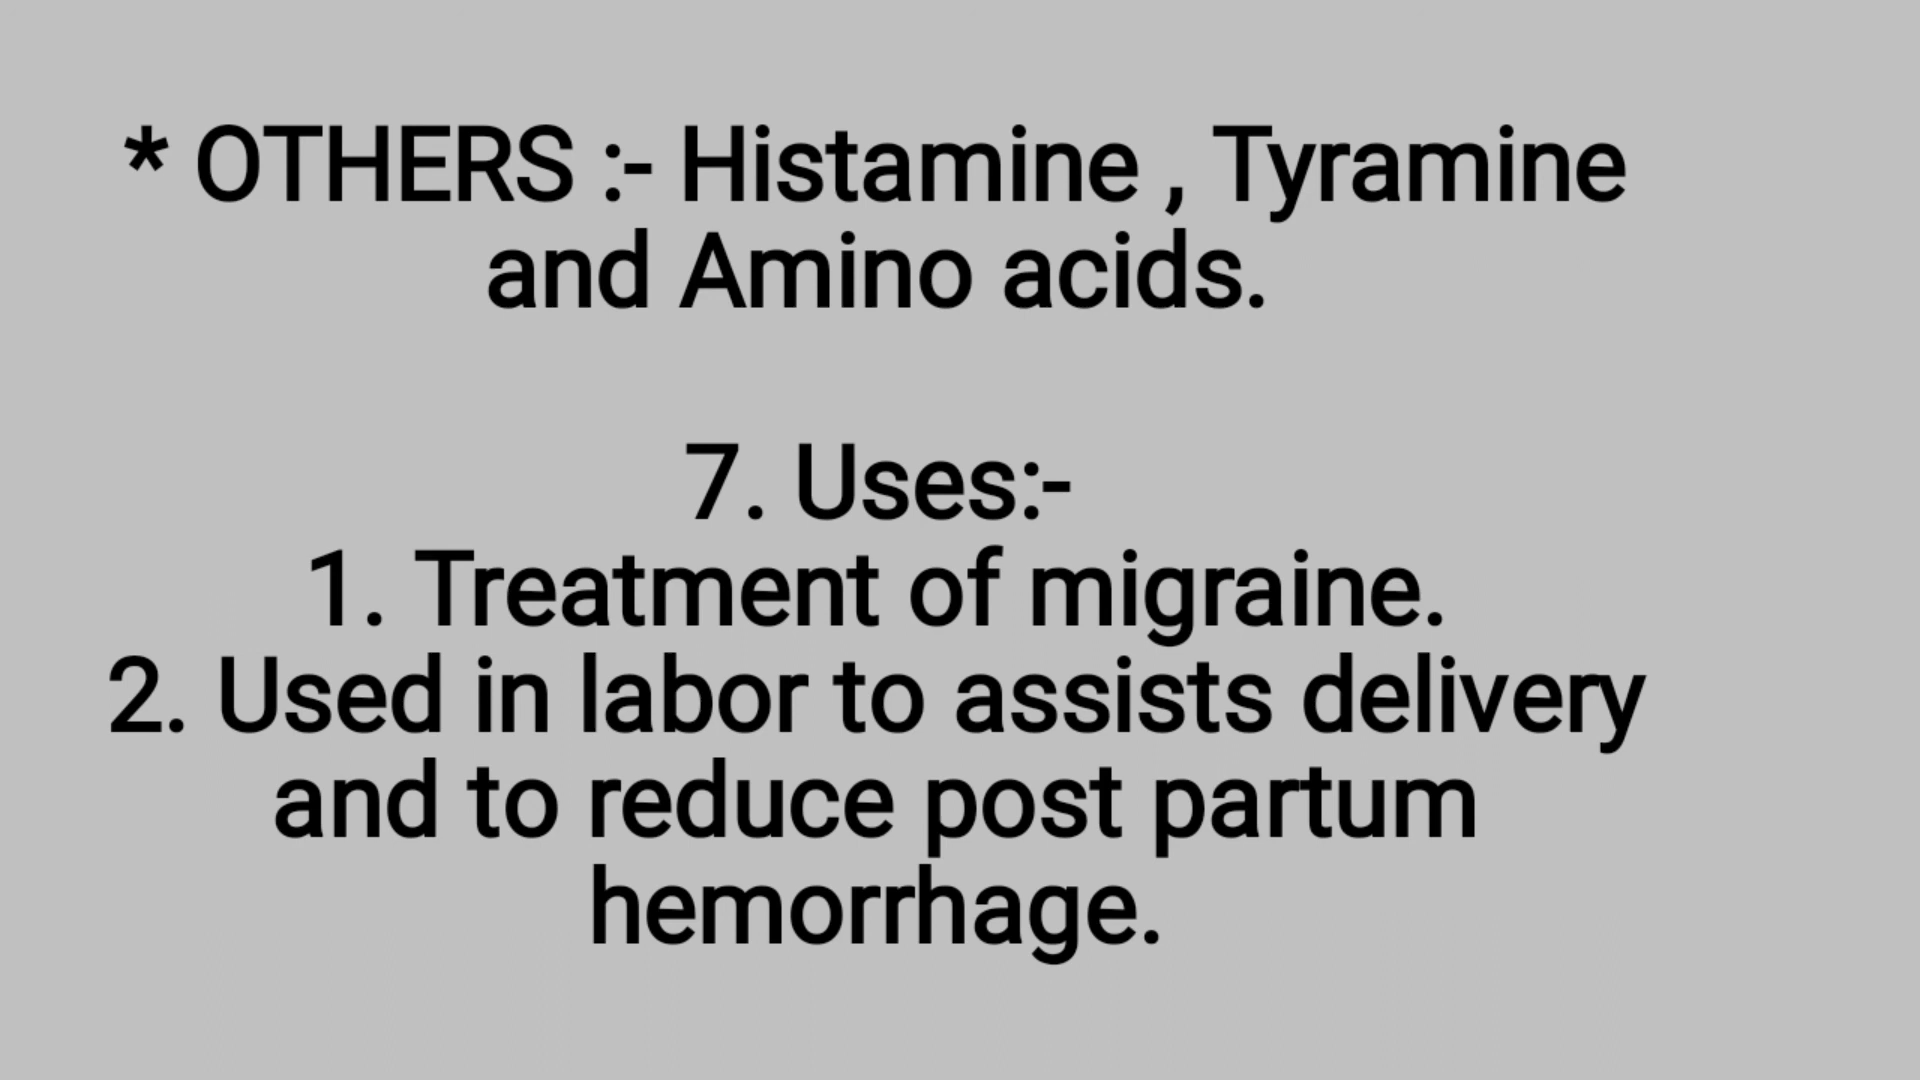 * OTHERS :- Histamine , Tyramine
and Amino acids.
7. Uses:-
1. Treatment of migraine.
2. Used in labor to assists delivery
and to reduce post partum
hemorrhage.